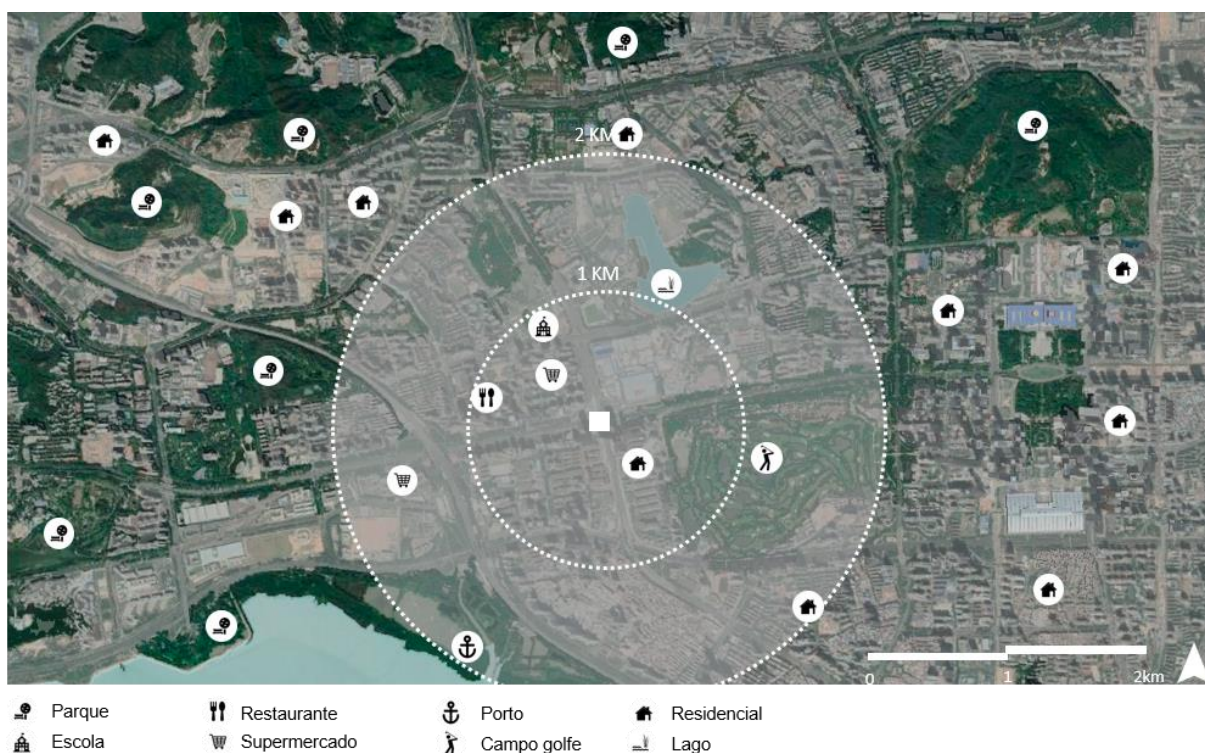 2 KM
1 KM
0 1 2km
Parque Restaurante Porto Residencial
Escola Supermercado Campo golfe Lago